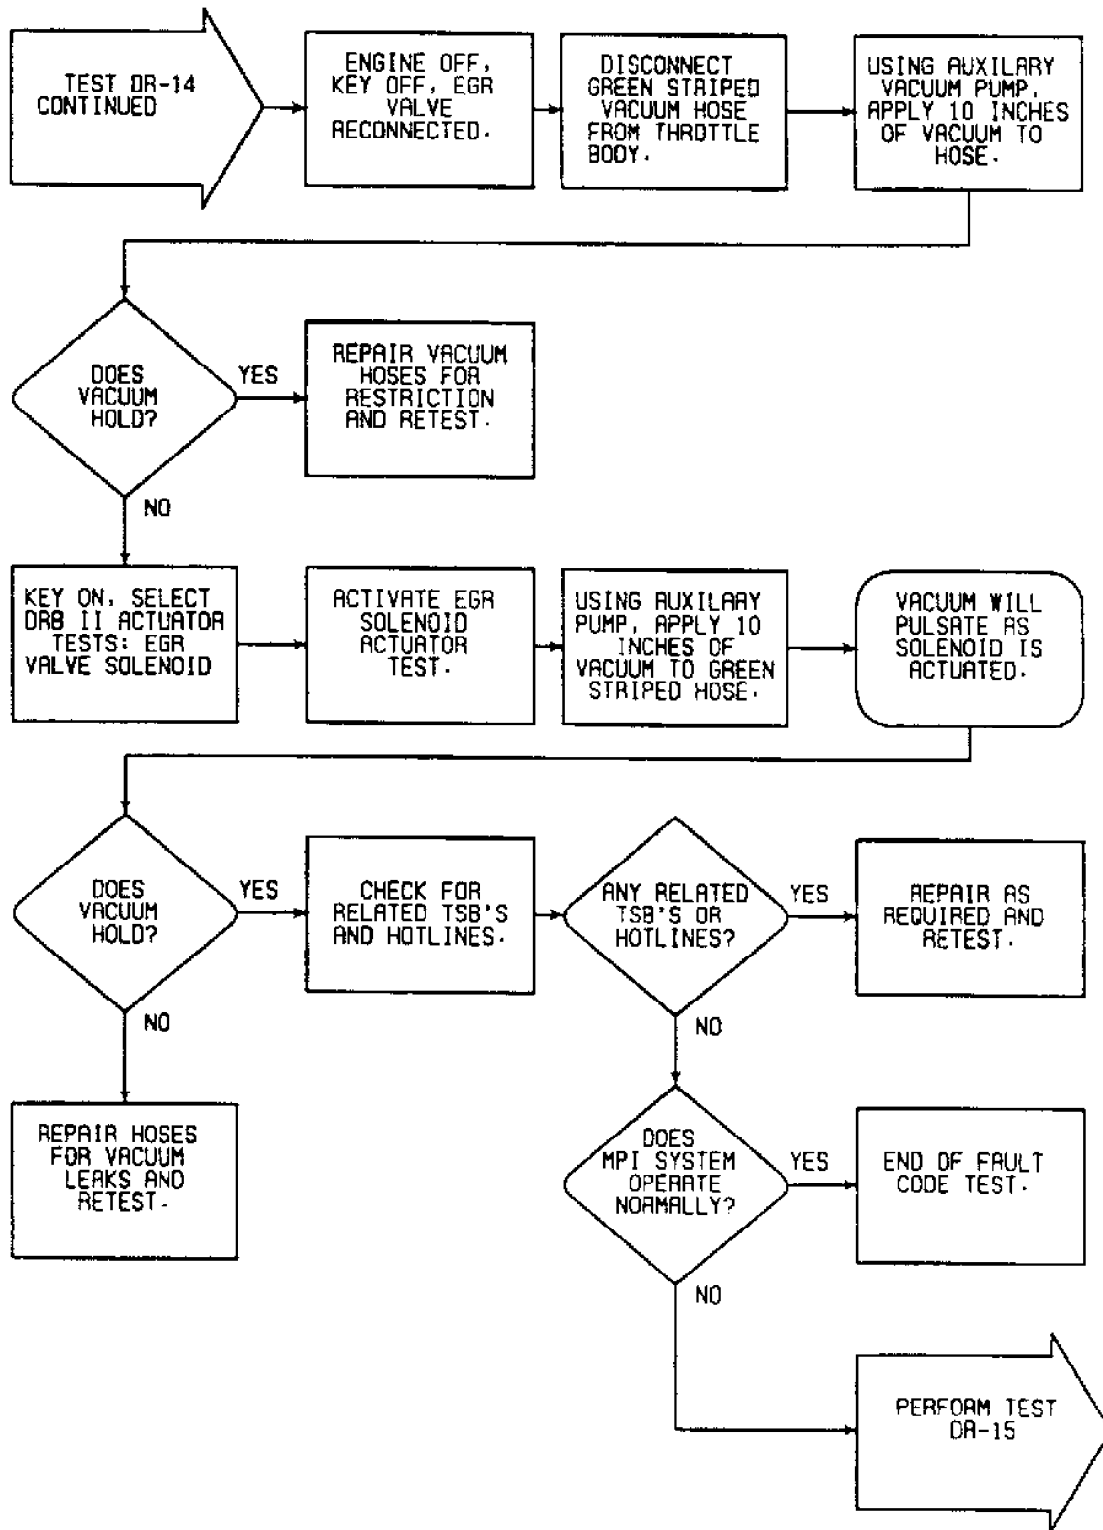 TEST DR-14
CONTINUED
ENGINE OFF,
KEY OFF, EGR
VALVE
RECONNECTED.
DISCONNECT
GREEN STRIPED
VACUUM HOSE
FROM THROTTLE
BODY.
USING AUXILARY
VACUUM PUMP,
APPLY 10 INCHES
OF VACUUM TO
HOSE.
DOES
VACUUM
HOLD?
YES
REPAIR VACUUM
HOSES FOR
RESTRICTION
AND RETEST.
NO
KEY ON, SELECT
DRB II ACTUATOR
TESTS: EGR
VALVE SOLENOID
ACTIVATE EGR
SOLENOID
ACTUATOR
TEST.
USING AUXILARY
PUMP, APPLY 10
INCHES OF
VACUUM TO GREEN
STRIPED HOSE.
VACUUM WILL
PULSATE AS
SOLENOID IS
ACTUATED.
DOES
VACUUM
HOLD?
YES
CHECK FOR
RELATED TSB'S
AND HOTLINES.
ANY RELATED
TSB'S OR
HOTLINES?
YES
REPAIR AS
REQUIRED AND
RETEST.
NO
NO
REPAIR HOSES
FOR VACUUM
LEAKS AND
RETEST.
DOES
MPI SYSTEM
OPERATE
NORMALLY?
YES
END OF FAULT
CODE TEST.
NO
PERFORM TEST
DR-15